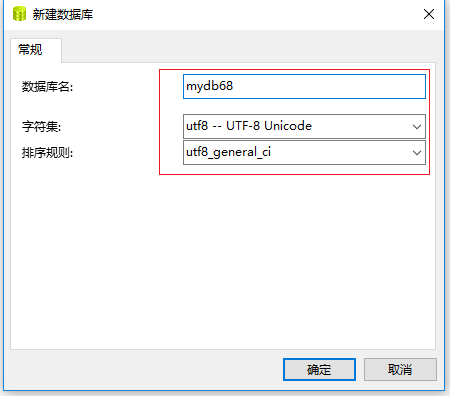 新建数据库
常规
数据库名: mydb68
字符集: utf8 -- UTF-8 Unicode
排序规则: utf8_general_ci
确定 取消